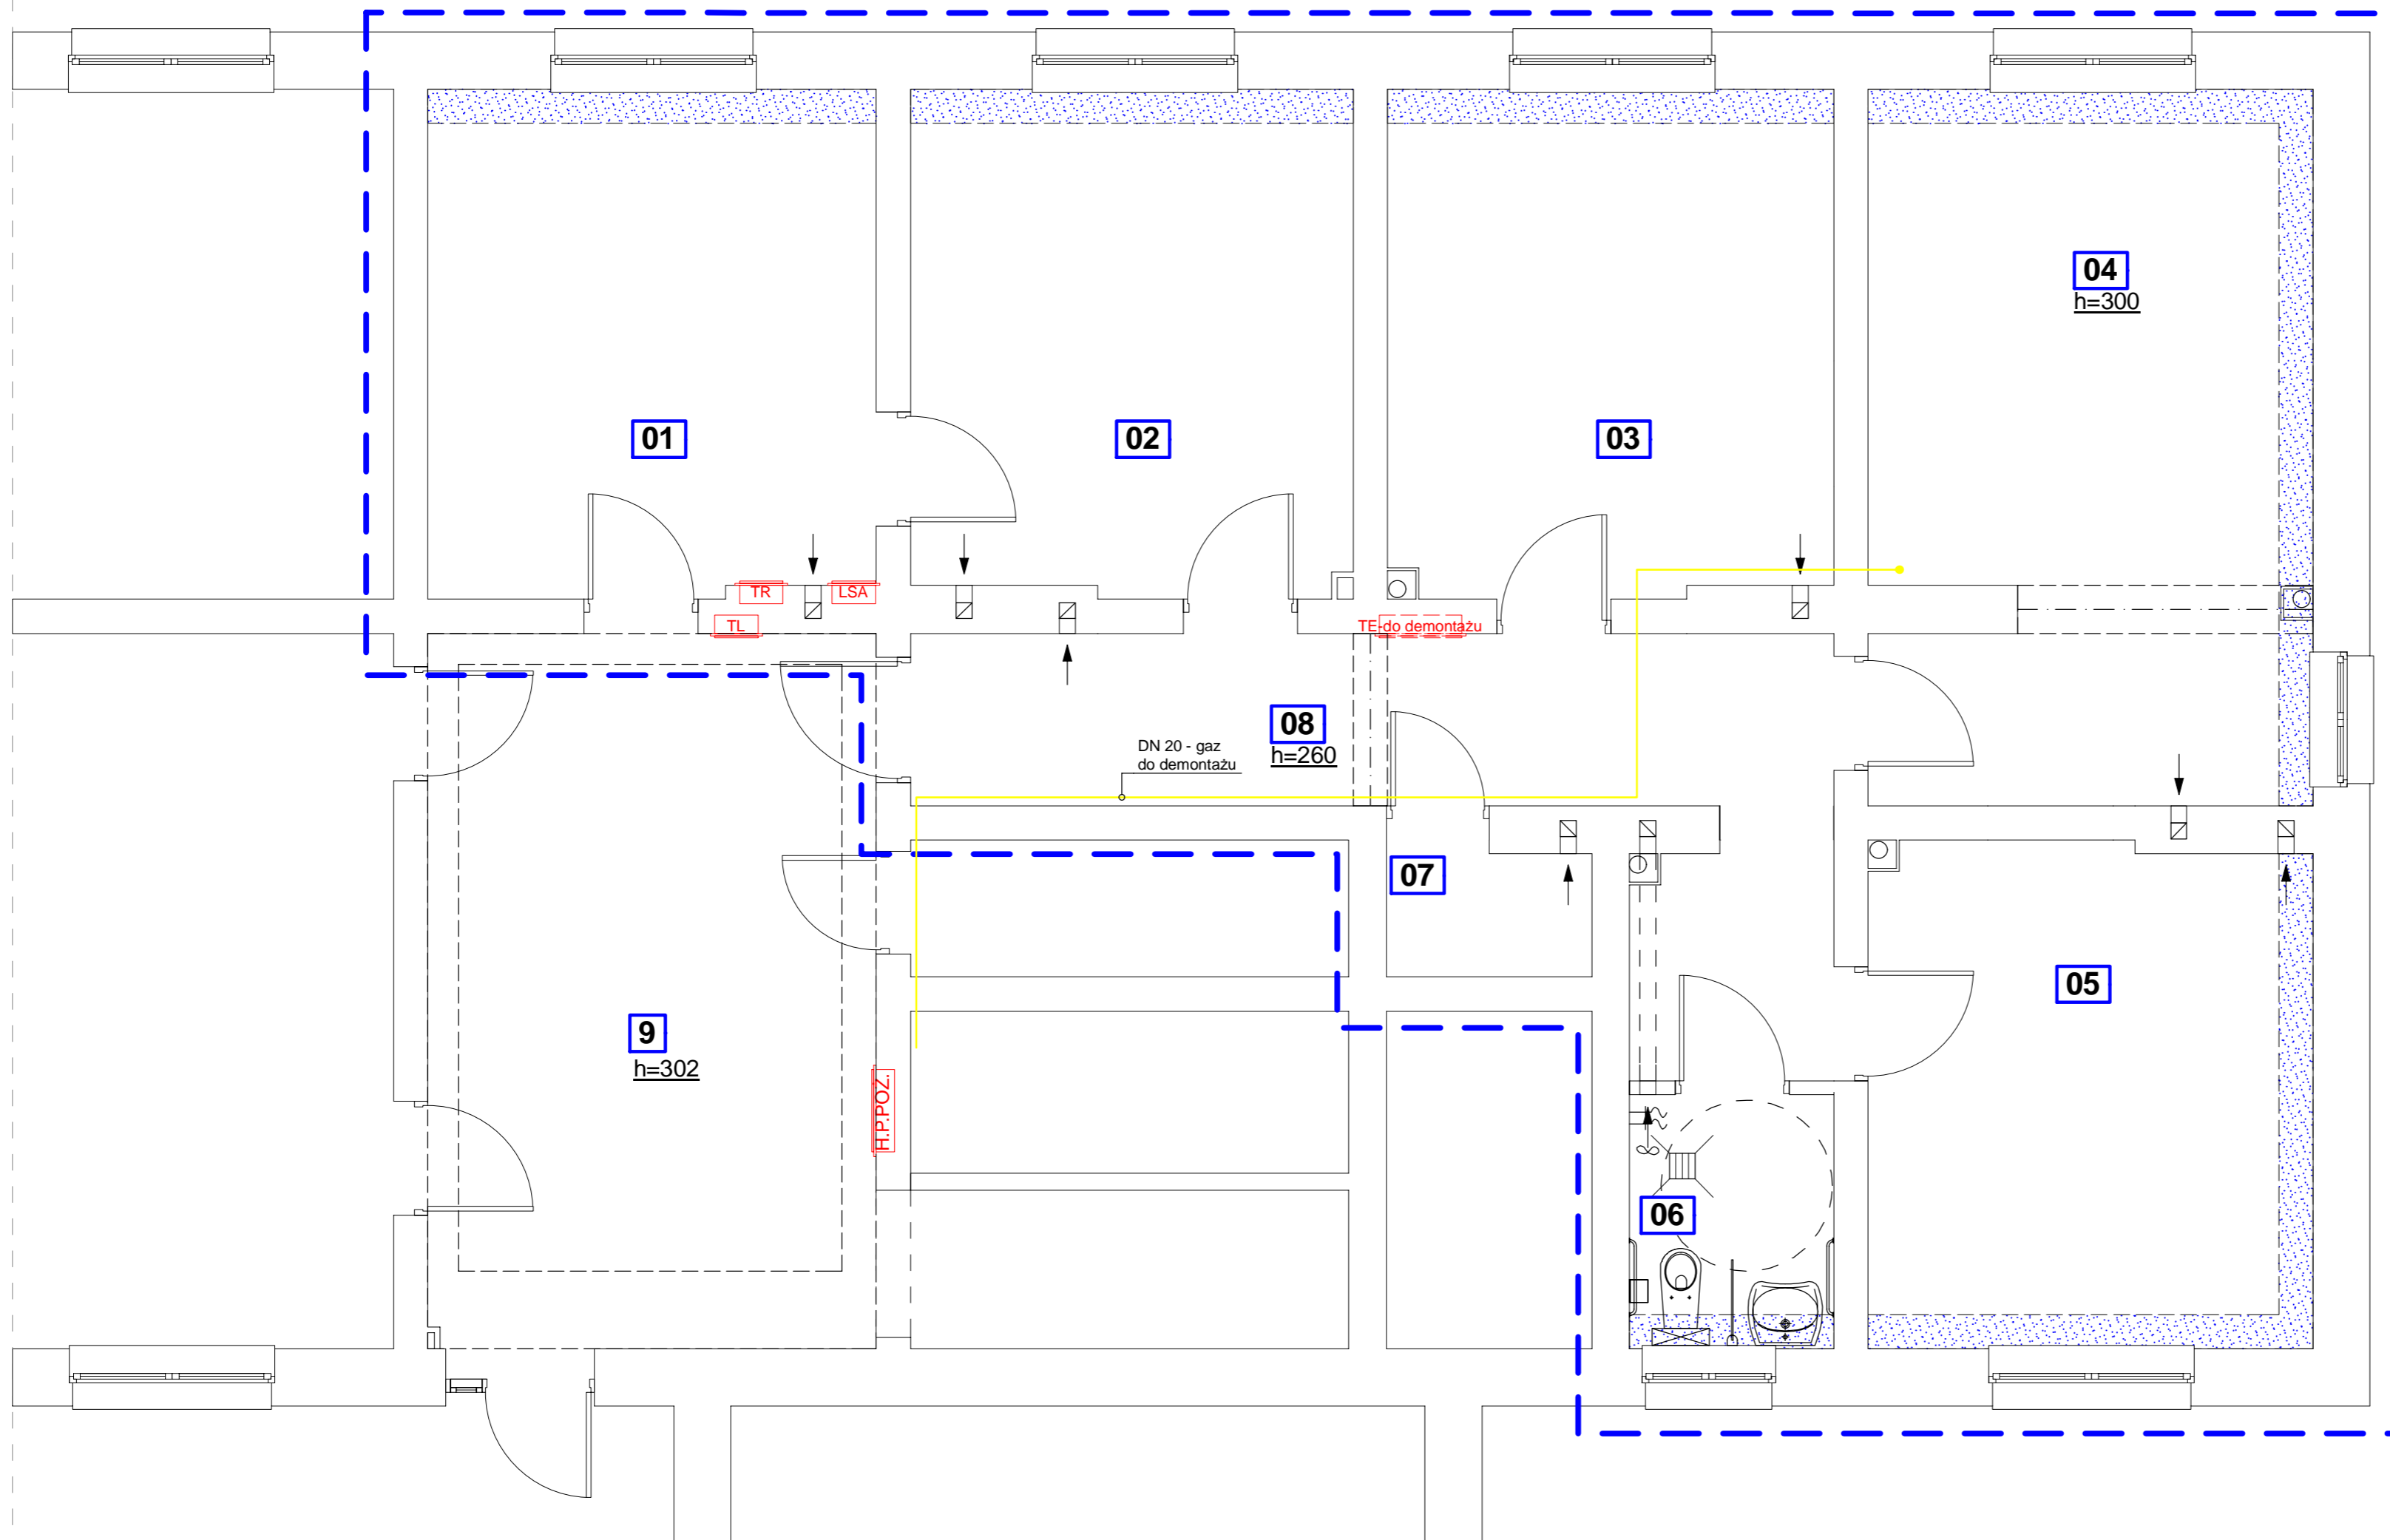 04
h=300
01
02
03
TR
LSA
TL
TE-do demontażu
08
h=260
DN 20 - gaz
do demontażu
07
05
9
h=302
H.P.POŻ.
06